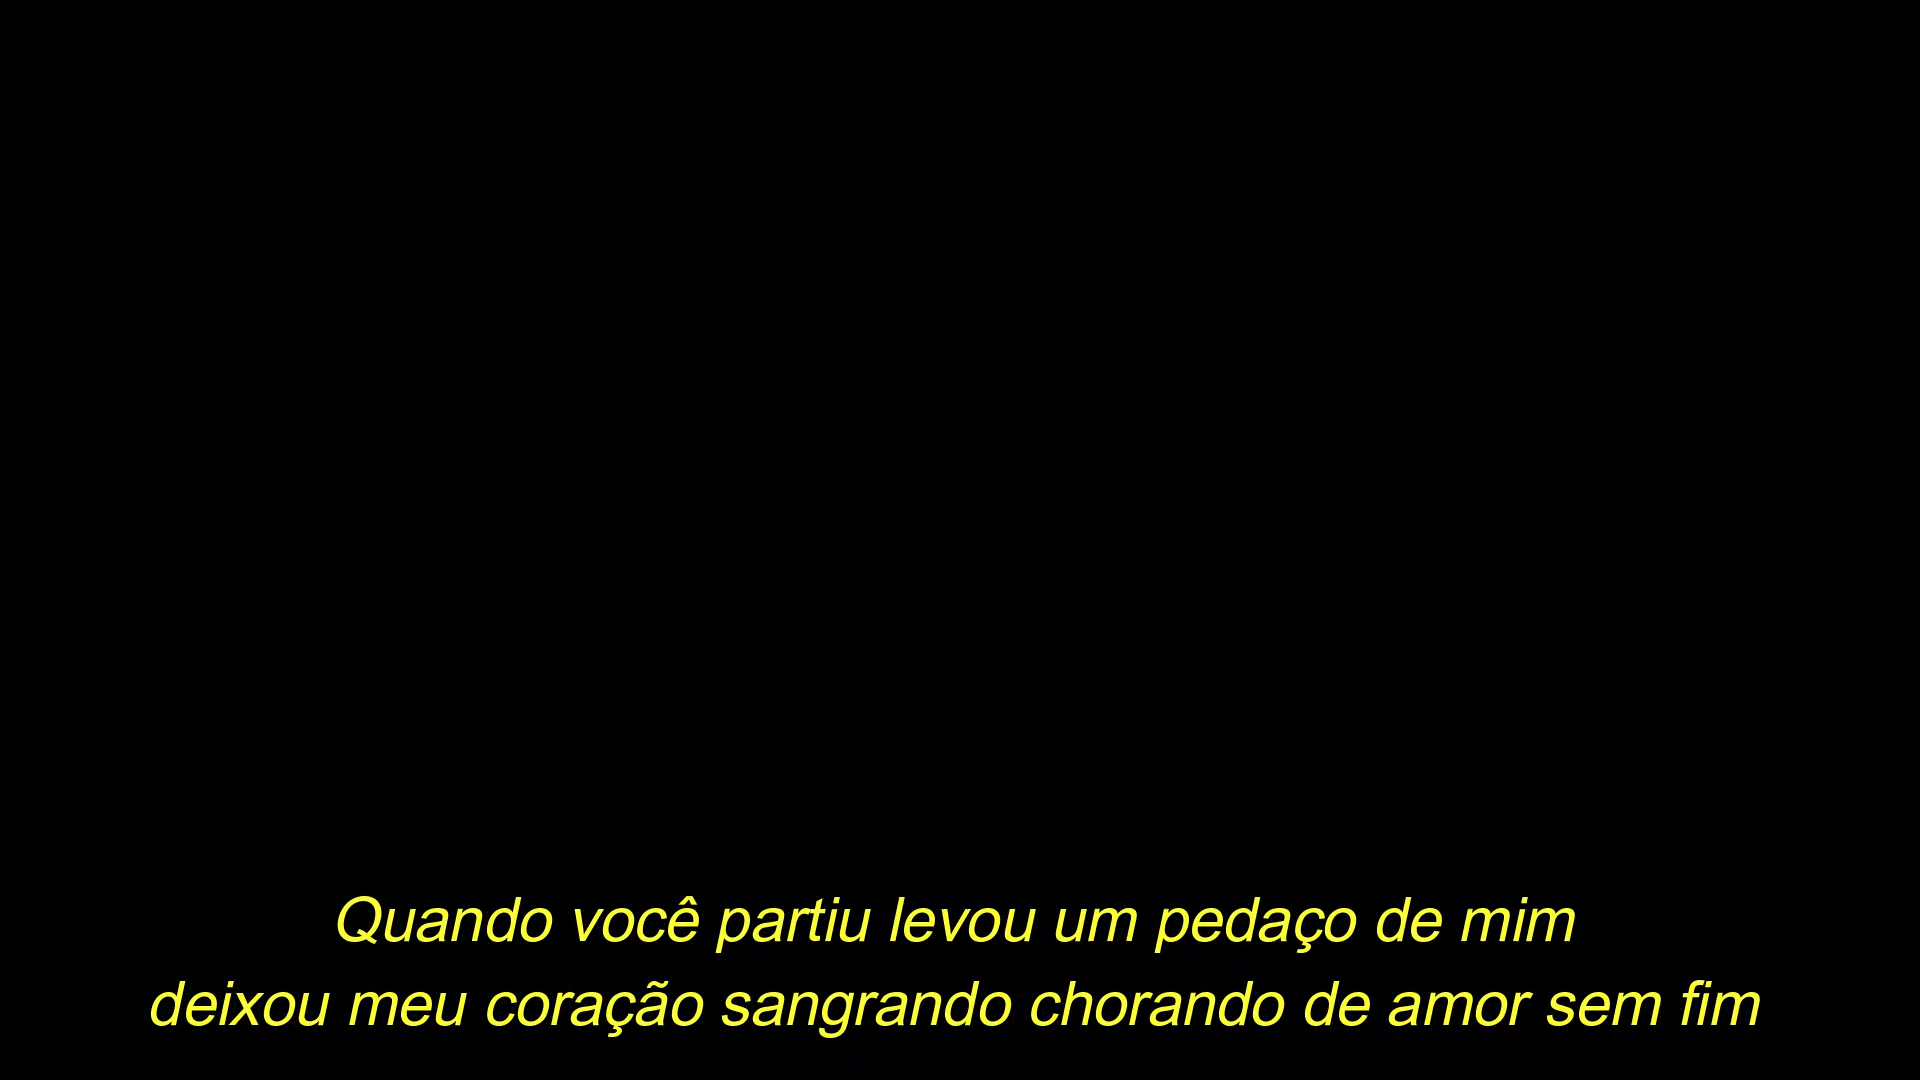 Quando você partiu levou um pedaço de mim
deixou meu coração sangrando chorando de amor sem fim